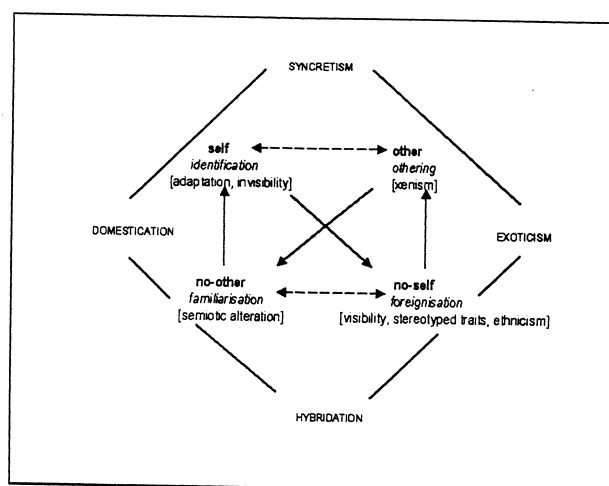 SYNCRETISM
self
other
identification
othering
[adaptation, invisibility]
[xenism]
DOMESTICATION
EXOTICISM
no-other
no-self
familiarisation
foreignisation
[semiotic alteration]
[visibility, stereotyped traits, ethnicism]
HYBRIDATION